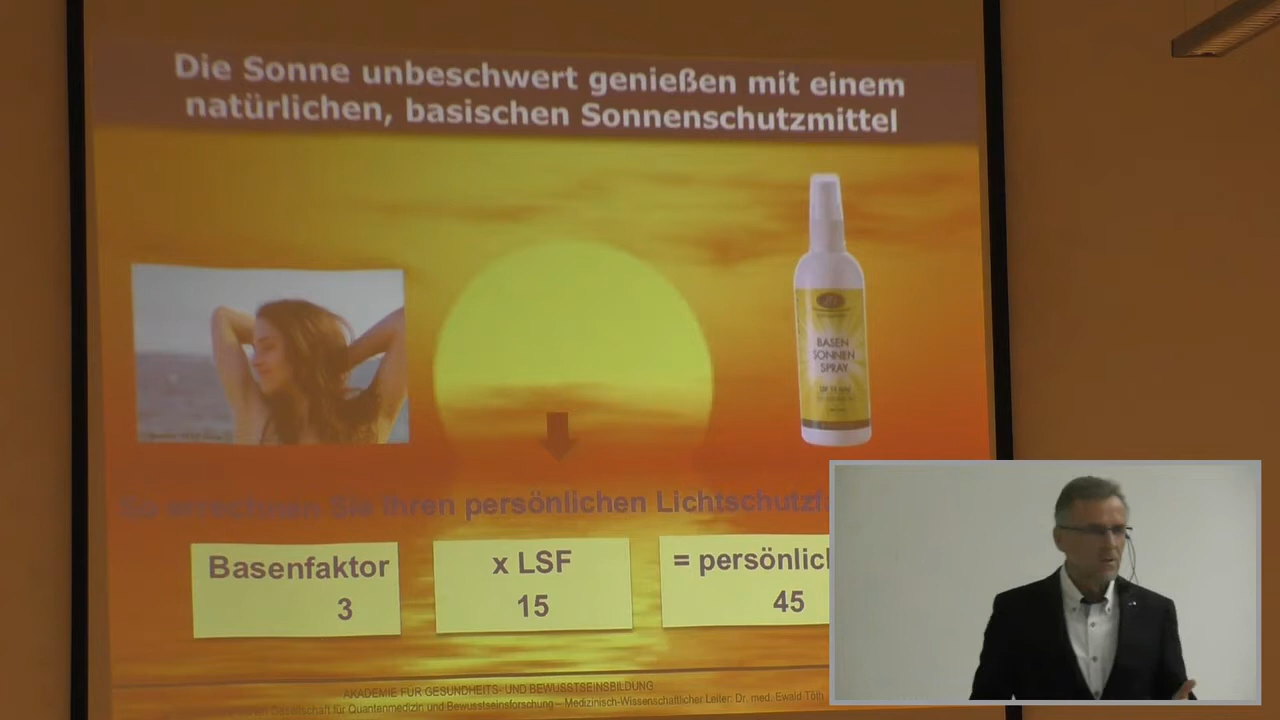 Die Sonne unbeschwert genießen mit einem
natürlichen, basischen Sonnenschutzmittel
BASEN
SONNEN
SPRAY
So errechnen Sie Ihren persönlichen
Basenfaktor
3
x LSF
15
= persönlic
45
AKADEMIE FÜR GESUNDHEITS- UND BEWUSSTSEINSBILDUNG
Gesellschaft für Quantenmedizin und Bewusstseinsforschung – Medizinisch-Wissenschaftlicher Leiter: Dr. med. Ewald Töth